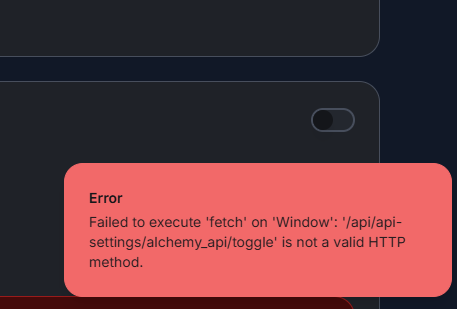 Error
Failed to execute 'fetch' on 'Window': '/api/api-
settings/alchemy_api/toggle' is not a valid HTTP
method.